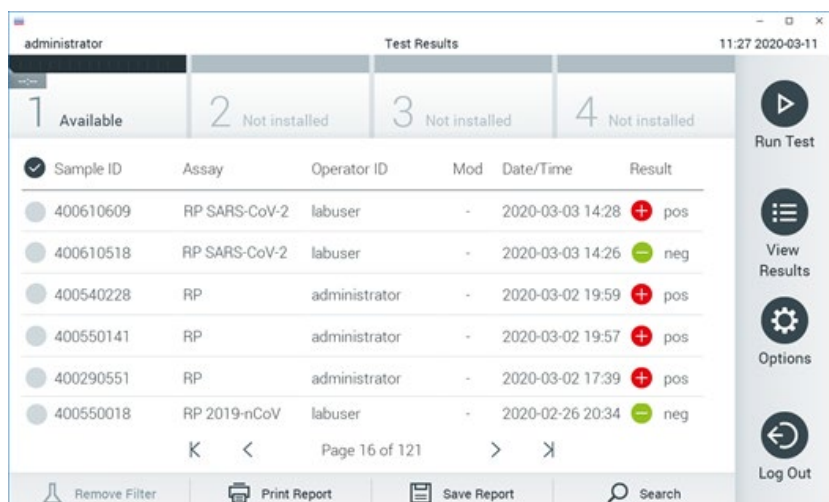 administrator Test Results 11:27 2020-03-11
--:--
1 Available 2 Not installed 3 Not installed 4 Not installed
Run Test
Sample ID Assay Operator ID Mod Date/Time Result
400610609 RP SARS-CoV-2 labuser - 2020-03-03 14:28 pos
400610518 RP SARS-CoV-2 labuser - 2020-03-03 14:26 neg
View
Results
400540228 RP administrator - 2020-03-02 19:59 pos
400550141 RP administrator - 2020-03-02 19:57 pos
Options
400290551 RP administrator - 2020-03-02 17:39 pos
400550018 RP 2019-nCoV labuser - 2020-02-26 20:34 neg
Page 16 of 121
Log Out
Remove Filter Print Report Save Report Search